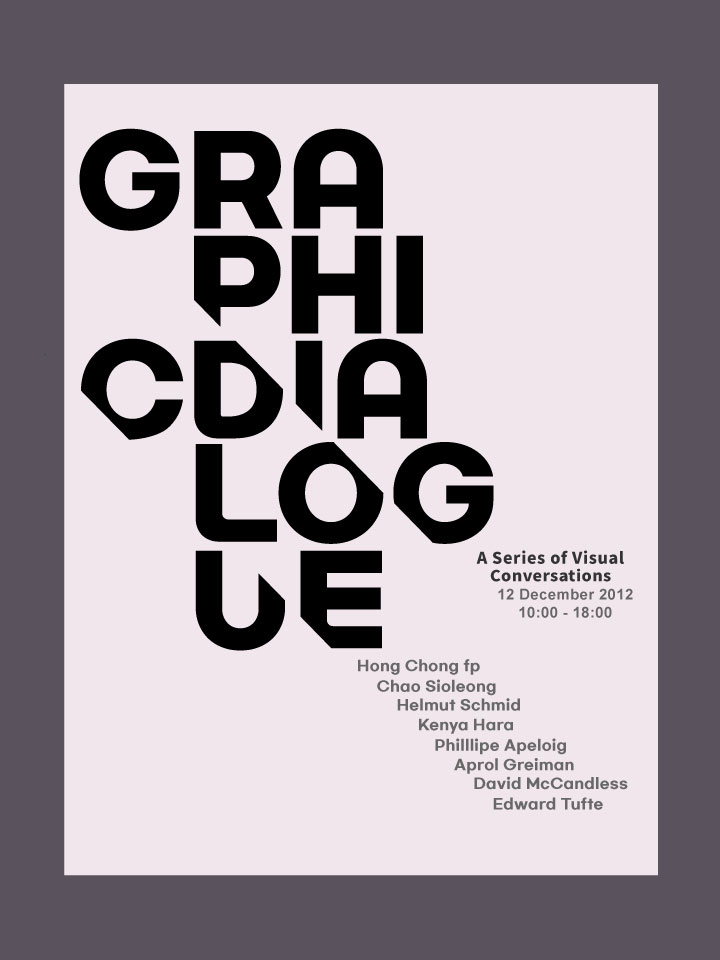 GRA
PHI
CDIA
LOG
UE
A Series of Visual
Conversations
12 December 2012
10:00 - 18:00
Hong Chong fp
Chao Sioleong
Helmut Schmid
Kenya Hara
Philllipe Apeloig
Aprol Greiman
David McCandless
Edward Tufte